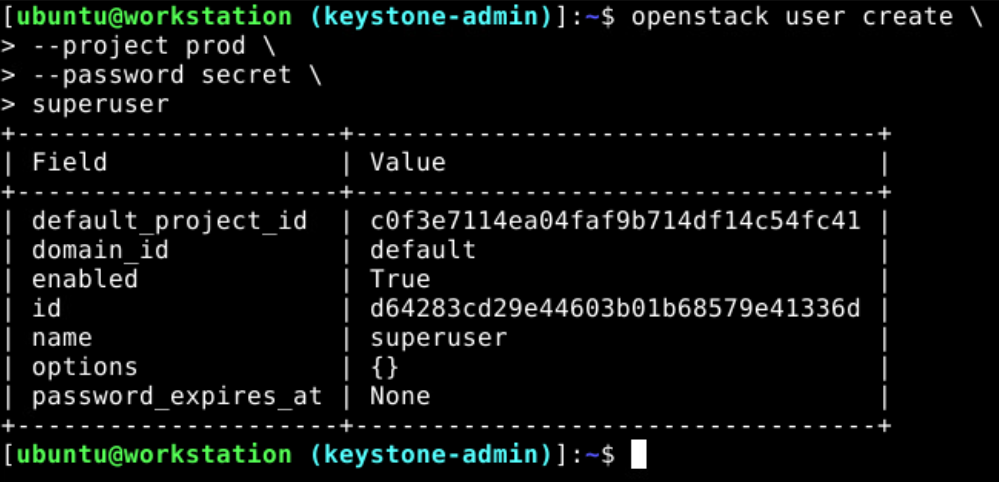 [ubuntu@workstation (keystone-admin)]:~$ openstack user create \
> --project prod \
> --password secret \
> superuser
+---------------------+----------------------------------+
| Field               | Value                            |
+---------------------+----------------------------------+
| default_project_id  | c0f3e7114ea04faf9b714df14c54fc41 |
| domain_id           | default                          |
| enabled             | True                             |
| id                  | d64283cd29e44603b01b68579e41336d |
| name                | superuser                        |
| options             | {}                               |
| password_expires_at | None                             |
+---------------------+----------------------------------+
[ubuntu@workstation (keystone-admin)]:~$